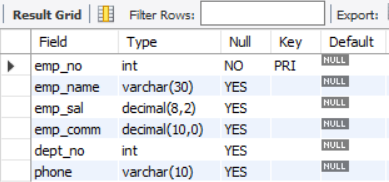 Result Grid Filter Rows: Export:
Field Type Null Key Default
emp_no int NO PRI NULL
emp_name varchar(30) YES NULL
emp_sal decimal(8,2) YES NULL
emp_comm decimal(10,0) YES NULL
dept_no int YES NULL
phone varchar(10) YES NULL